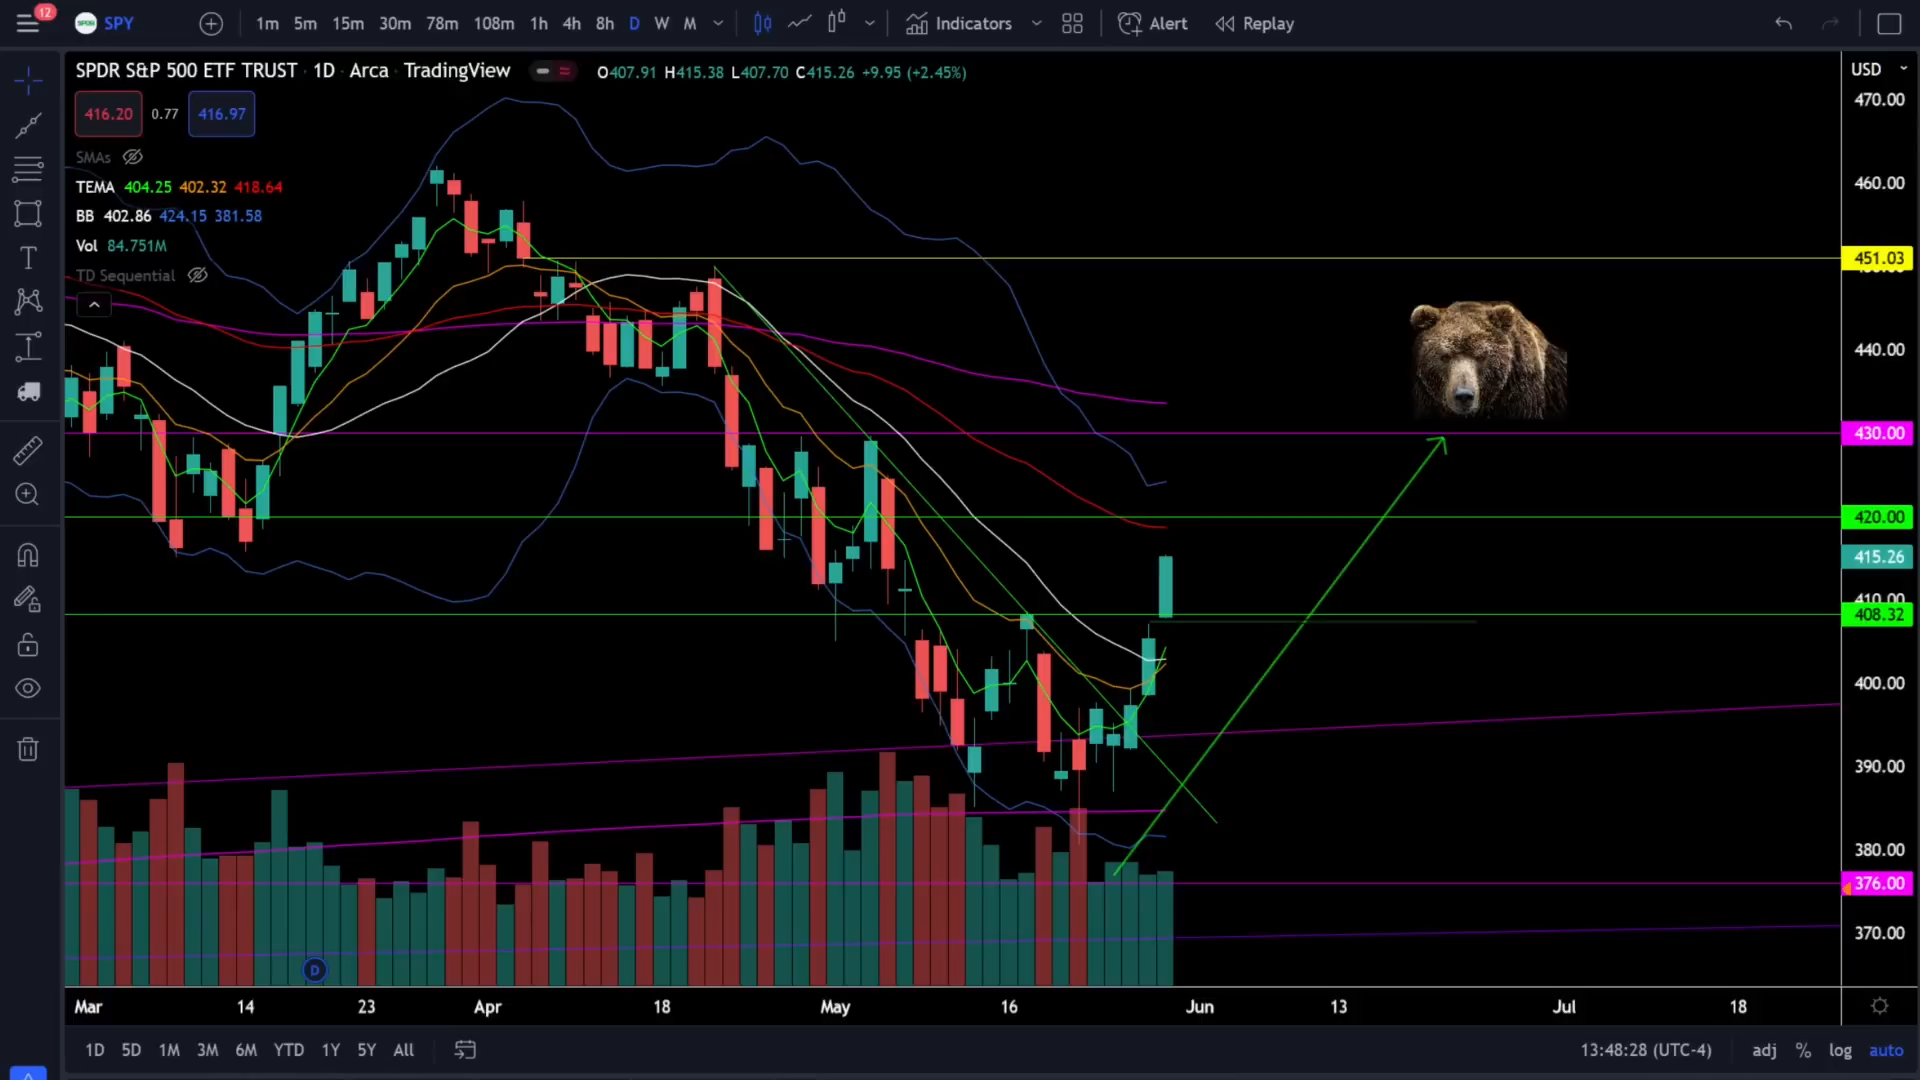 12
SPDR SPY 1m 5m 15m 30m 78m 108m 1h 4h 8h D W M Indicators Alert Replay
SPDR S&P 500 ETF TRUST · 1D · Arca · TradingView O407.91 H415.38 L407.70 C415.26 +9.95 (+2.45%)
416.20 0.77 416.97
SMAs
TEMA 404.25 402.32 418.64
BB 402.86 424.15 381.58
Vol 84.751M
TD Sequential
T
USD
470.00
460.00
451.03
440.00
430.00
420.00
415.26
410.00
408.32
400.00
390.00
380.00
376.00
370.00
D
Mar 14 23 Apr 18 May 16 Jun 13 Jul 18
1D 5D 1M 3M 6M YTD 1Y 5Y All 13:48:28 (UTC-4) adj % log auto